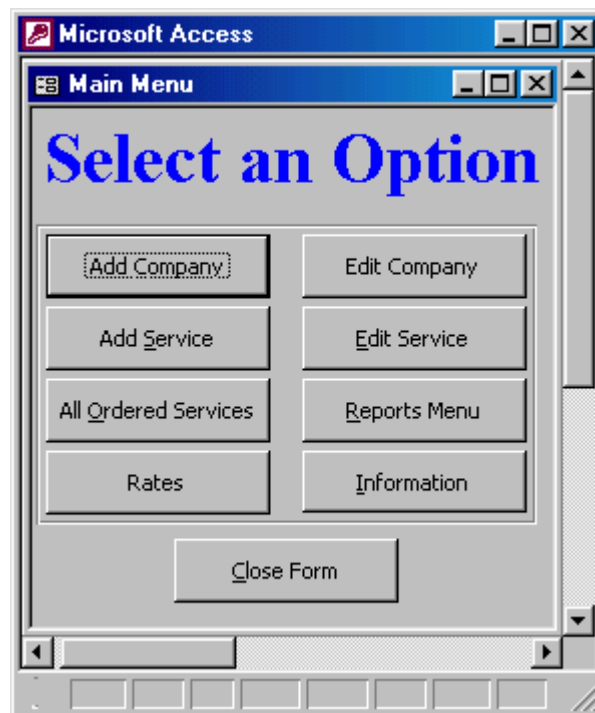 Microsoft Access
Main Menu
Select an Option
Add Company
Edit Company
Add Service
Edit Service
All Ordered Services
Reports Menu
Rates
Information
Close Form